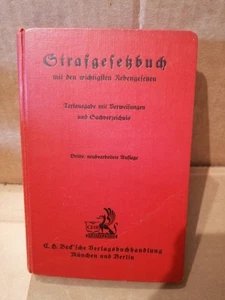 Strafgesetzbuch
mit den wichtigsten Nebengesetzen
Textausgabe mit Verweisungen
und Sachverzeichnis
Dritte neubearbeitete Auflage
C. H. Beck'sche Verlagsbuchhandlung
München und Berlin